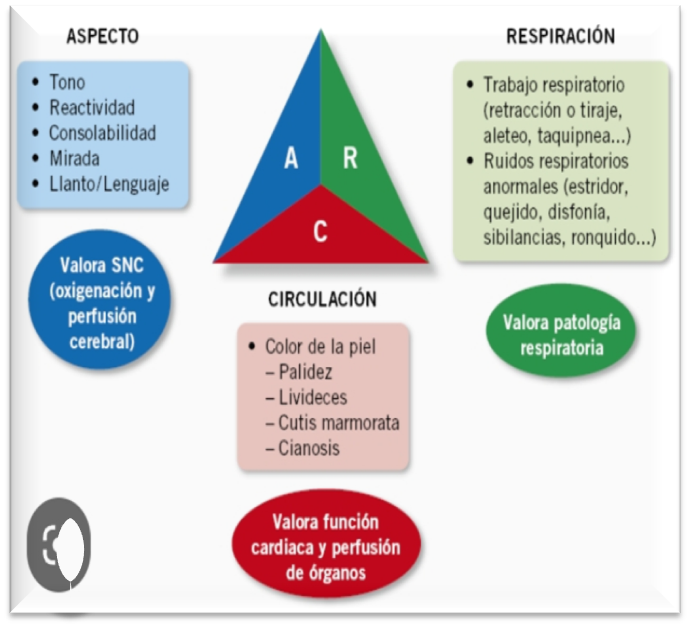 ASPECTO
• Tono
• Reactividad
• Consolabilidad
• Mirada
• Llanto/Lenguaje
Valora SNC
(oxigenación y
perfusión
cerebral)
A
R
C
RESPIRACIÓN
• Trabajo respiratorio
(retracción o tiraje,
aleteo, taquipnea...)
• Ruidos respiratorios
anormales (estridor,
quejido, disfonía,
sibilancias, ronquido...)
Valora patología
respiratoria
CIRCULACIÓN
• Color de la piel
– Palidez
– Livideces
– Cutis marmorata
– Cianosis
Valora función
cardiaca y perfusión
de órganos